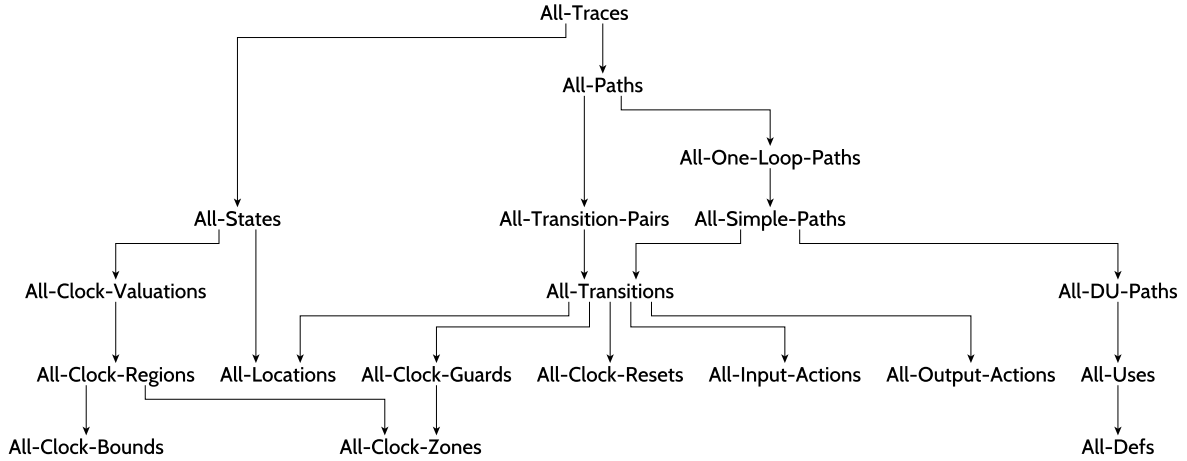 All-Traces
All-Paths
All-One-Loop-Paths
All-States
All-Transition-Pairs
All-Simple-Paths
All-Clock-Valuations
All-Transitions
All-DU-Paths
All-Clock-Regions
All-Locations
All-Clock-Guards
All-Clock-Resets
All-Input-Actions
All-Output-Actions
All-Uses
All-Clock-Bounds
All-Clock-Zones
All-Defs